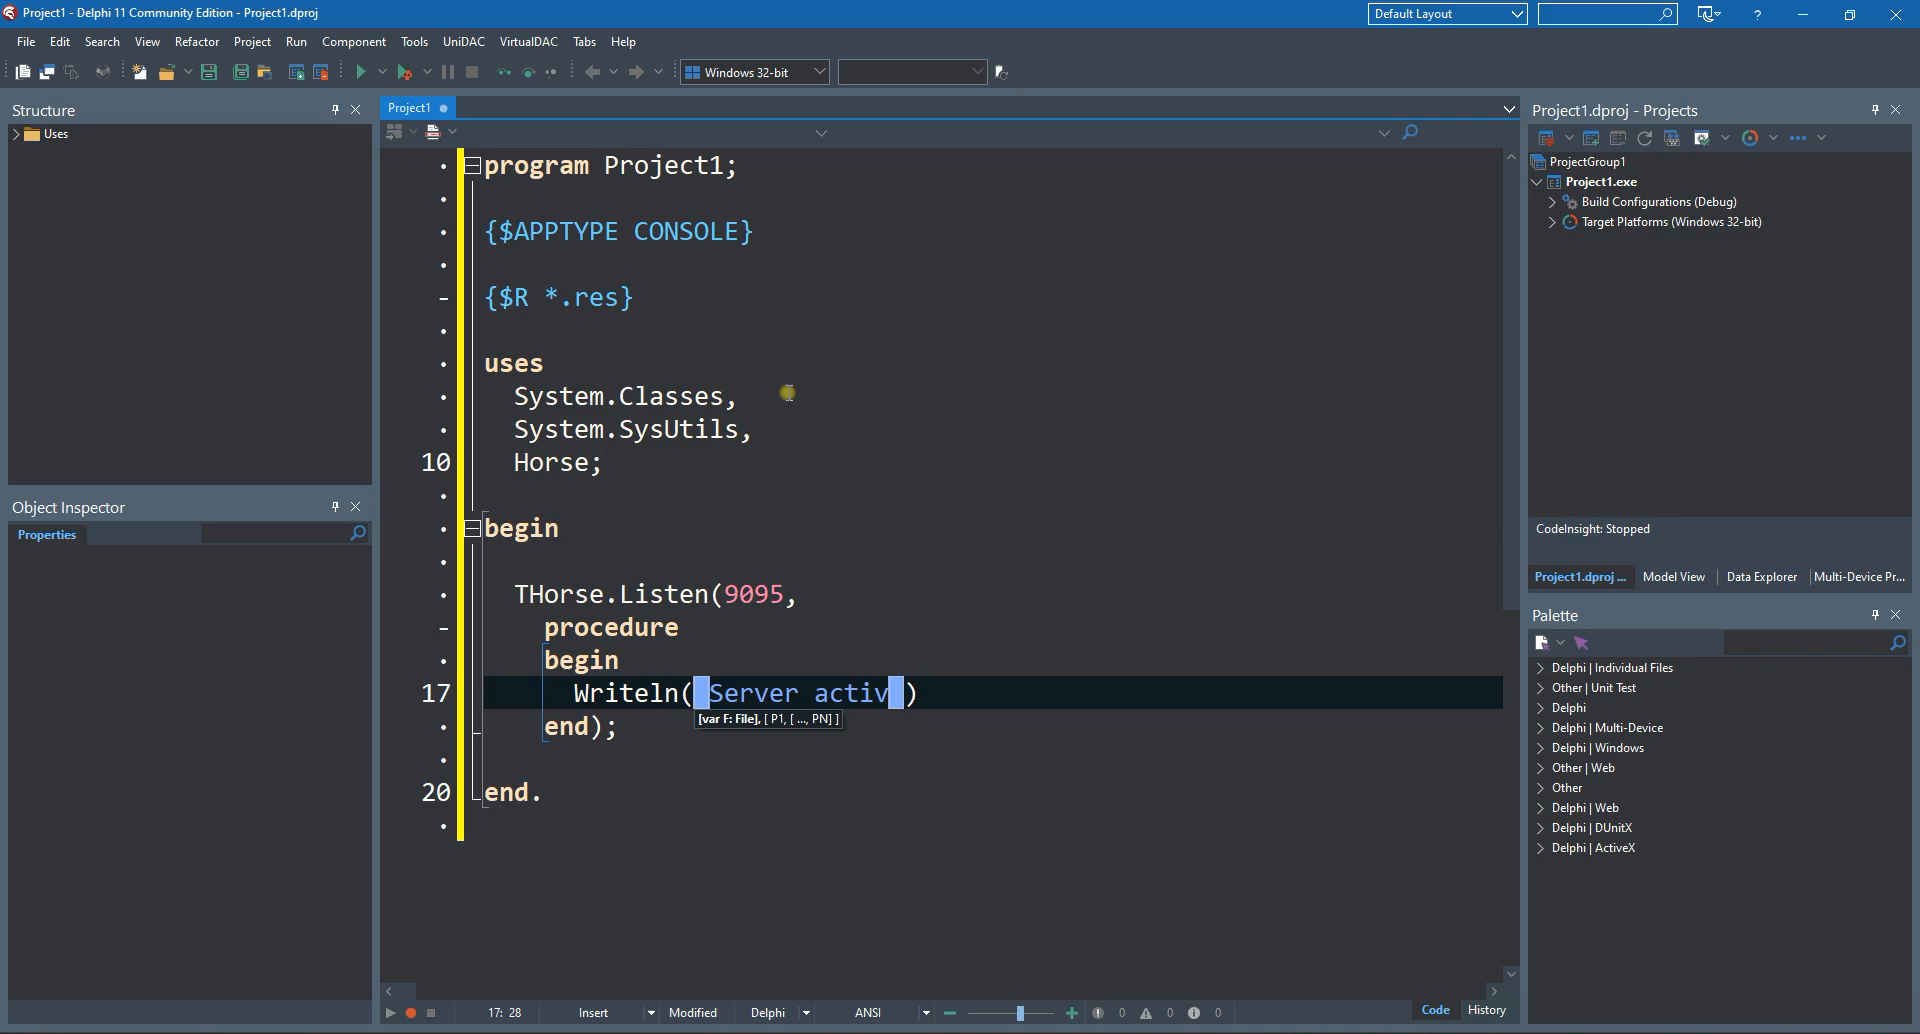 Project1 - Delphi 11 Community Edition - Project1.dproj
Default Layout
?
File Edit Search View Refactor Project Run Component Tools UniDAC VirtualDAC Tabs Help
Windows 32-bit
Structure
Uses
Object Inspector
Properties
Project1
program Project1;
{$APPTYPE CONSOLE}
{$R *.res}
uses
System.Classes,
System.SysUtils,
10 Horse;
begin
THorse.Listen(9095,
procedure
begin
17 Writeln('Server activ')
[var F: File], [ P1, [ ..., PN] ]
end);
20 end.
17: 28 Insert Modified Delphi ANSI 0 0 0 Code History
Project1.dproj - Projects
ProjectGroup1
Project1.exe
Build Configurations (Debug)
Target Platforms (Windows 32-bit)
CodeInsight: Stopped
Project1.dproj ... Model View Data Explorer Multi-Device Pr...
Palette
Delphi | Individual Files
Other | Unit Test
Delphi
Delphi | Multi-Device
Delphi | Windows
Other | Web
Other
Delphi | Web
Delphi | DUnitX
Delphi | ActiveX